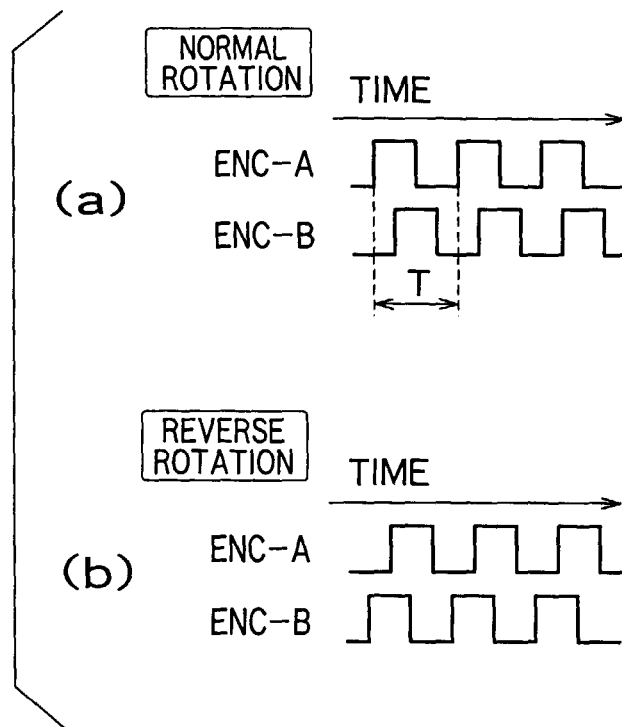 NORMAL
ROTATION
TIME
ENC-A
(a)
ENC-B
T
REVERSE
ROTATION
TIME
ENC-A
(b)
ENC-B